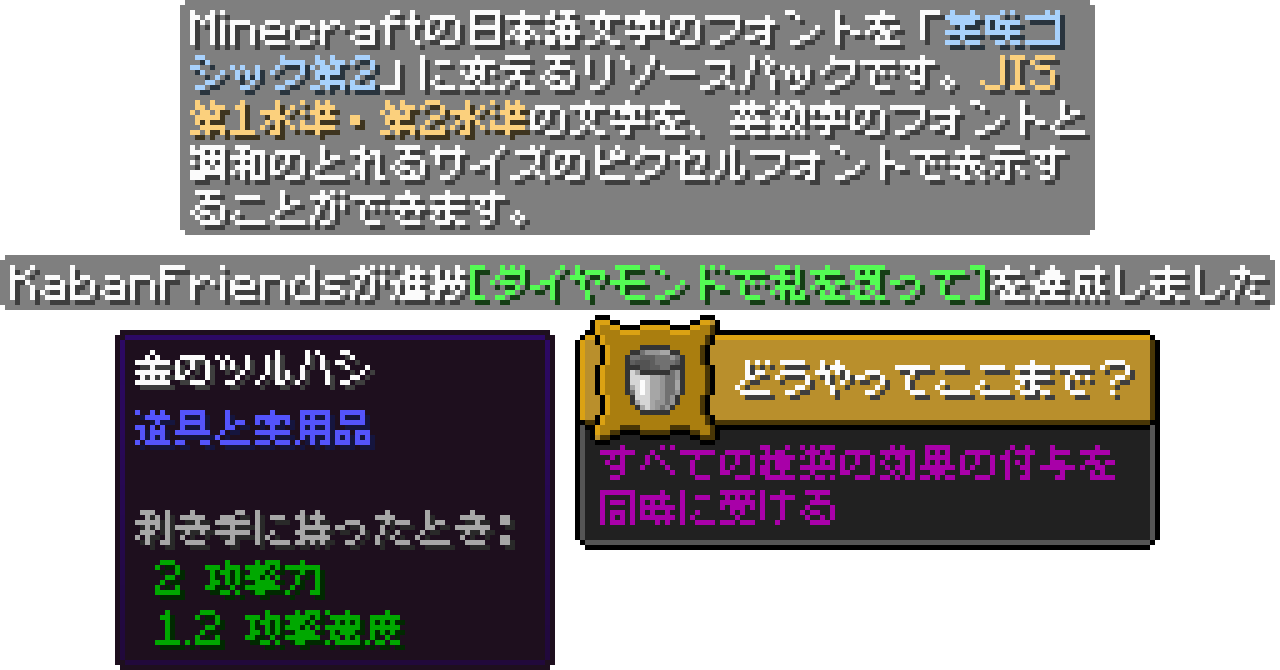 Minecraftの日本語文字のフォントを「美咲ゴ
シック第2」に変えるリソースパックです。JIS
第1水準・第2水準の文字を、英数字のフォントと
調和のとれるサイズのピクセルフォントで表示す
ることができます。
KabanFriendsが進捗[ダイヤモンドで私を覆って]を達成しました
金のツルハシ
道具と実用品
利き手に持ったとき:
2 攻撃力
1.2 攻撃速度
どうやってここまで?
すべての種類の効果の付与を
同時に受ける